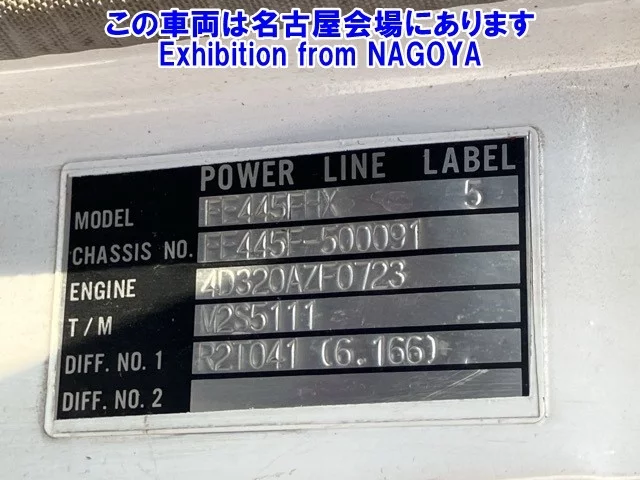 この車両は名古屋会場にあります
Exhibition from NAGOYA
POWER LINE LABEL
MODEL FE445EHX 5
CHASSIS NO. FE445E-500091
ENGINE 4D320AZF0723
T/M M2S5111
DIFF. NO. 1 R2T041 (6.166)
DIFF. NO. 2